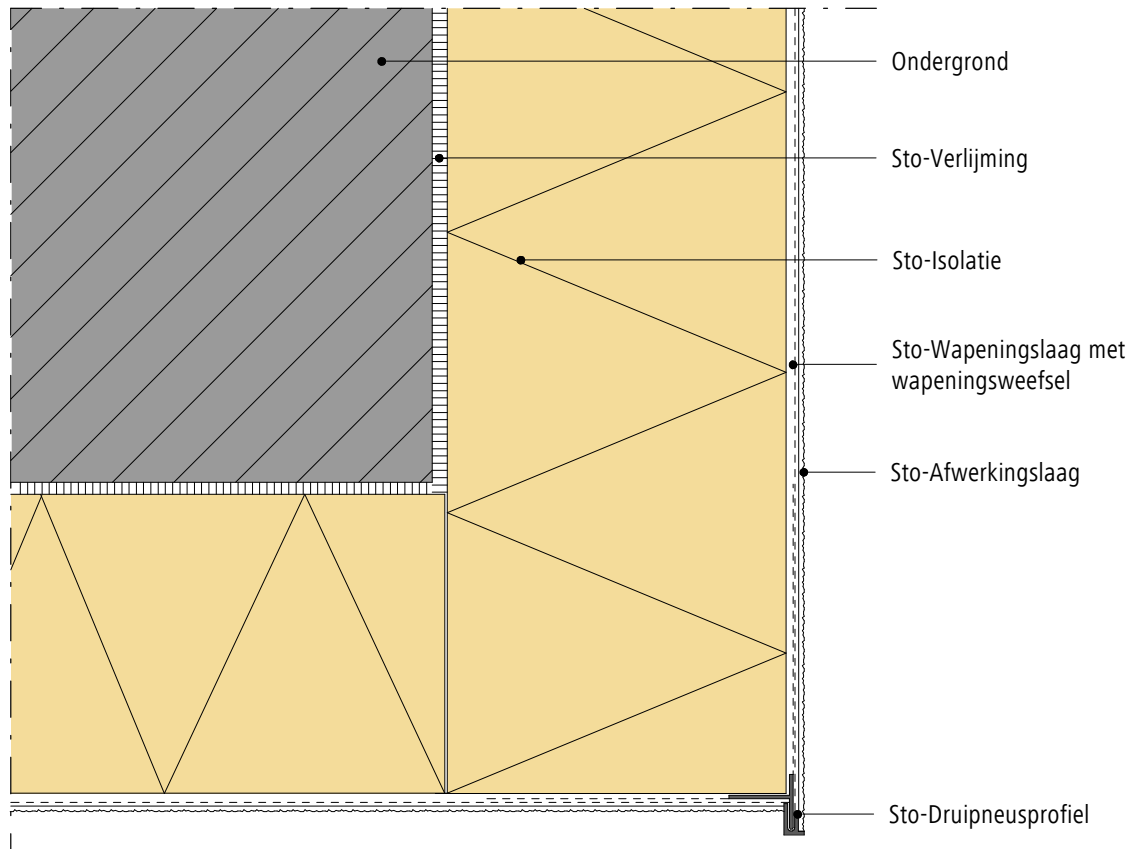 Ondergrond
Sto-Verlijming
Sto-Isolatie
Sto-Wapeningslaag met
wapeningsweefsel
Sto-Afwerkingslaag
Sto-Druipneusprofiel